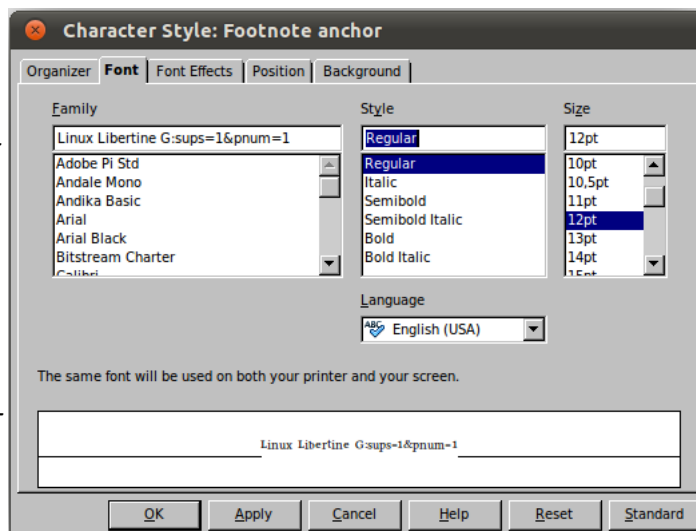 Character Style: Footnote anchor
Organizer Font Font Effects Position Background
Family Style Size
Linux Libertine G:sups=1&pnum=1 Regular 12pt
Adobe Pi Std Regular 10pt
Andale Mono Italic 10,5pt
Andika Basic Semibold 11pt
Arial Semibold Italic 12pt
Arial Black Bold 13pt
Bitstream Charter Bold Italic 14pt
Calibri 15pt
Language
ABC English (USA)
The same font will be used on both your printer and your screen.
Linux Libertine G:sups=1&pnum=1
OK Apply Cancel Help Reset Standard